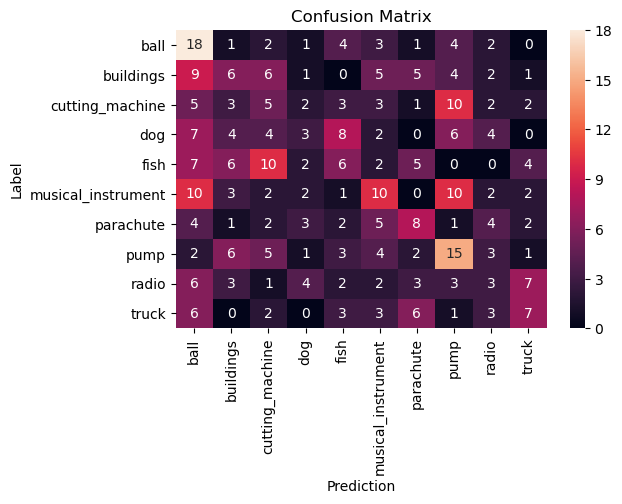 Confusion Matrix
ball 18 1 2 1 4 3 1 4 2 0
buildings 9 6 6 1 0 5 5 4 2 1
cutting_machine 5 3 5 2 3 3 1 10 2 2
dog 7 4 4 3 8 2 0 6 4 0
fish 7 6 10 2 6 2 5 0 0 4
musical_instrument 10 3 2 2 1 10 0 10 2 2
parachute 4 1 2 3 2 5 8 1 4 2
pump 2 6 5 1 3 4 2 15 3 1
radio 6 3 1 4 2 2 3 3 3 7
truck 6 0 2 0 3 3 6 1 3 7
Label
ball buildings cutting_machine dog fish musical_instrument parachute pump radio truck
Prediction
18
15
12
9
6
3
0